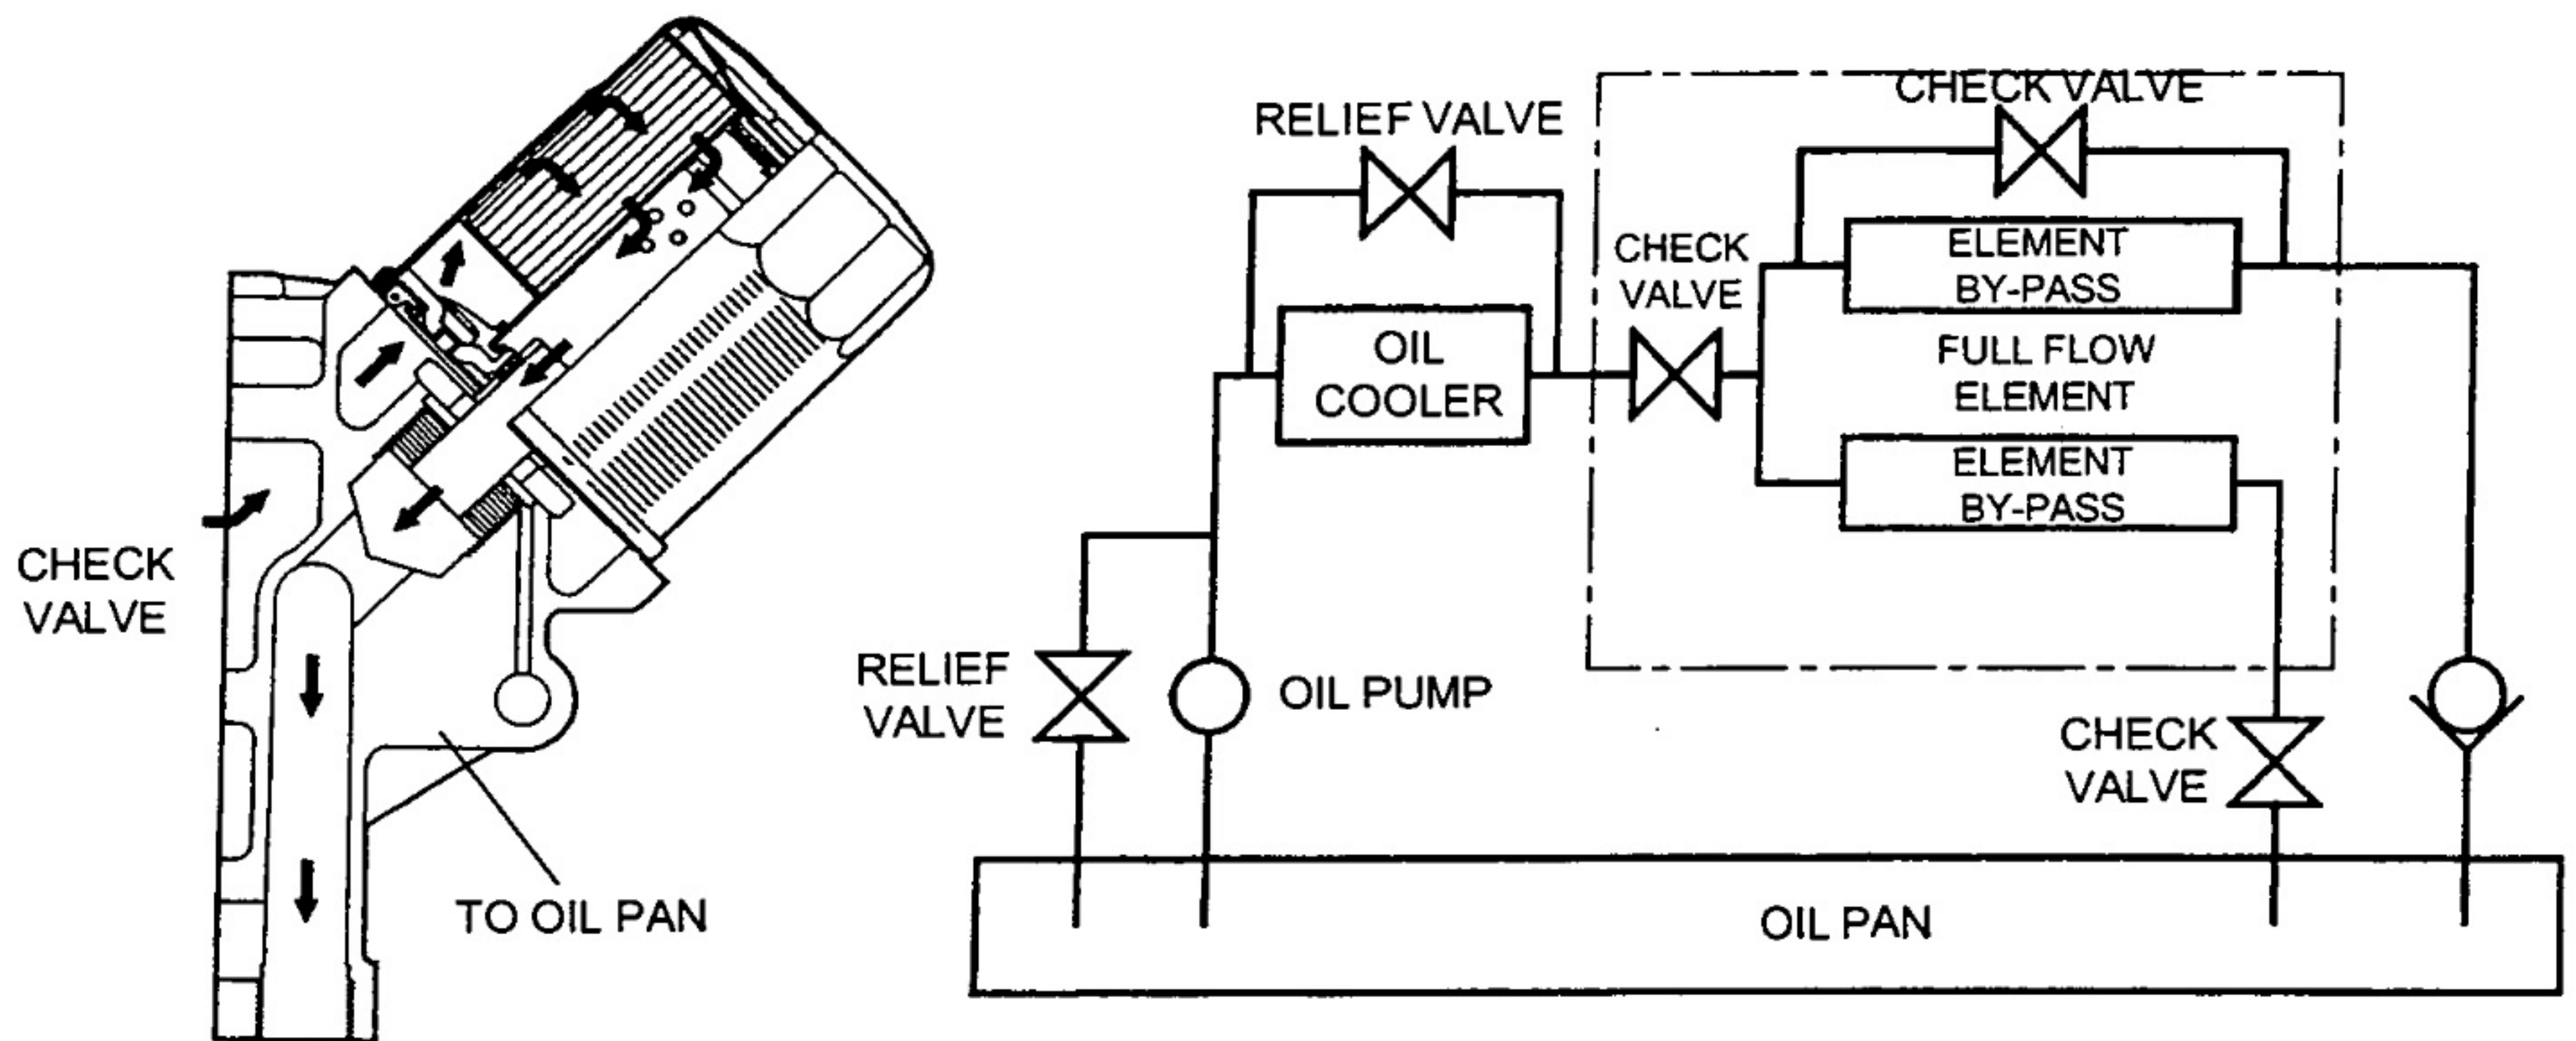 CHECK
VALVE
TO OIL PAN
RELIEF VALVE
CHECK VALVE
CHECK
VALVE
ELEMENT
BY-PASS
OIL
COOLER
FULL FLOW
ELEMENT
ELEMENT
BY-PASS
RELIEF
VALVE
OIL PUMP
CHECK
VALVE
OIL PAN